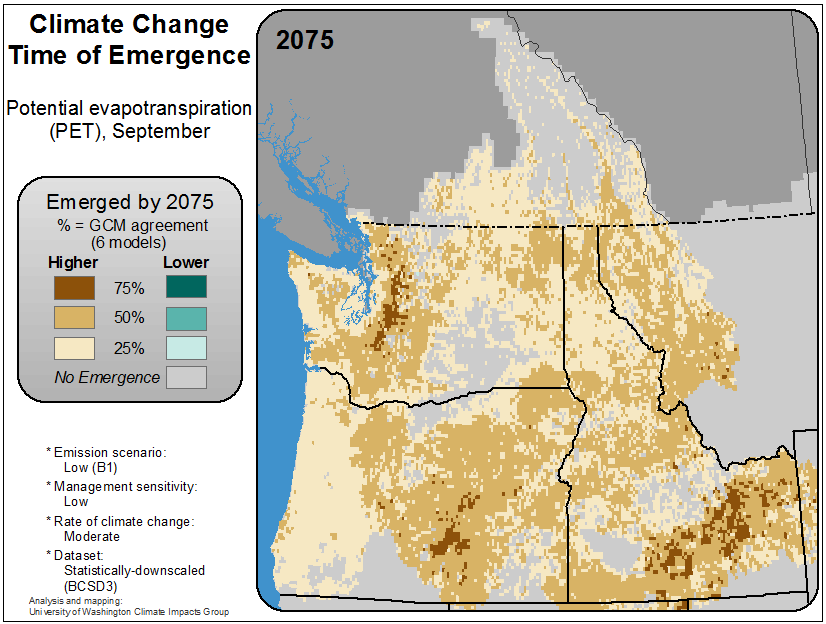 Climate Change
Time of Emergence
Potential evapotranspiration
(PET), September
Emerged by 2075
% = GCM agreement
(6 models)
Higher Lower
75%
50%
25%
No Emergence
* Emission scenario:
Low (B1)
* Management sensitivity:
Low
* Rate of climate change:
Moderate
* Dataset:
Statistically-downscaled
(BCSD3)
Analysis and mapping:
University of Washington Climate Impacts Group
2075